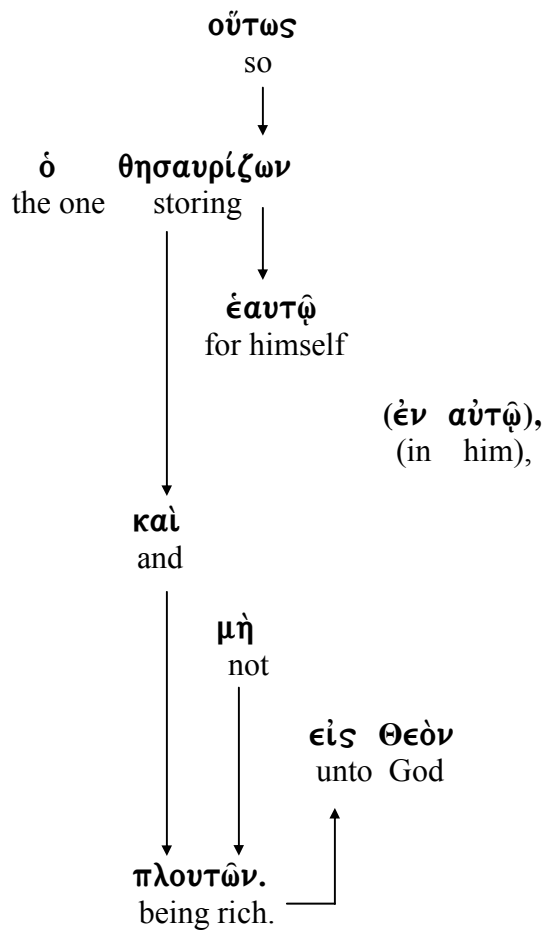 οὕτως
so
ὁ θησαυρίζων
the one storing
ἑαυτῷ
for himself
(ἐν αὐτῷ),
(in him),
καὶ
and
μὴ
not
εἰς Θεὸν
unto God
πλουτῶν.
being rich.